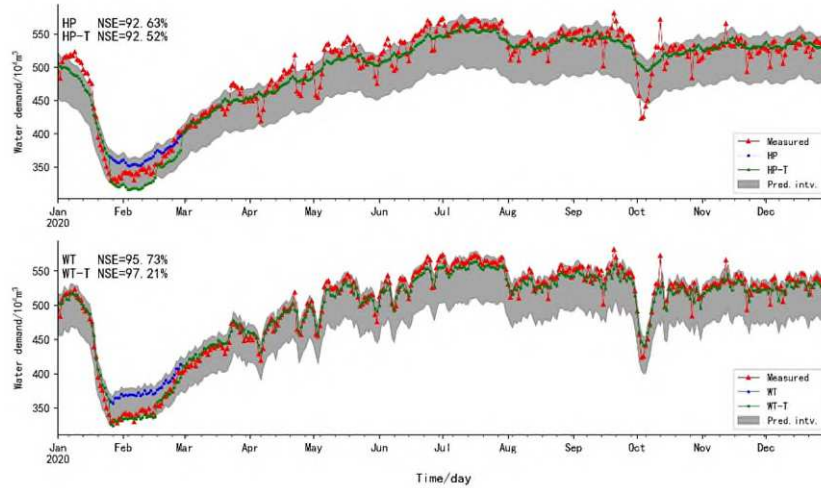 HP NSE=92.63%
HP-T NSE=92.52%
Water demand/10⁴m³
550
500
450
400
350
Measured
HP
HP-T
Pred. intv.
Jan Feb Mar Apr May Jun Jul Aug Sep Oct Nov Dec
2020
WT NSE=95.73%
WT-T NSE=97.21%
Water demand/10⁴m³
550
500
450
400
350
Measured
WT
WT-T
Pred. intv.
Jan Feb Mar Apr May Jun Jul Aug Sep Oct Nov Dec
2020
Time/day